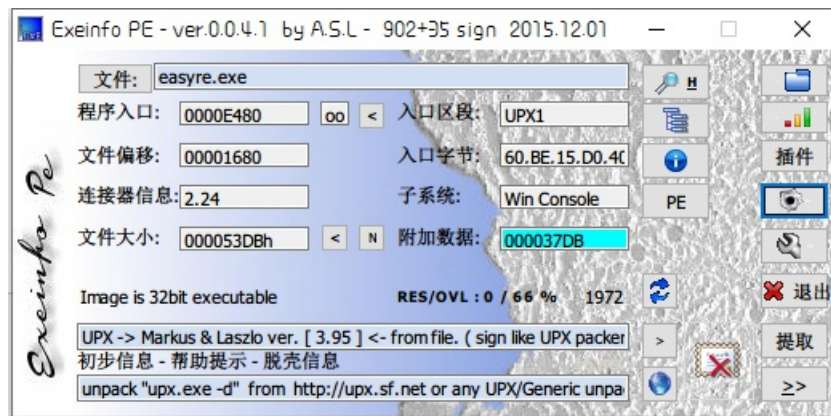 Exeinfo PE - ver.0.0.4.1 by A.S.L - 902+35 sign 2015.12.01
文件: easyre.exe
H
程序入口: 0000E480 oo < 入口区段: UPX1
文件偏移: 00001680 入口字节: 60.BE.15.D0.40 插件
连接器信息: 2.24 子系统: Win Console PE
文件大小: 000053DBh < N 附加数据: 000037DB
Image is 32bit executable RES/OVL : 0 / 66 % 1972 退出
UPX -> Markus & Laszlo ver. [ 3.95 ] <- from file. ( sign like UPX packer > 提取
初步信息 - 帮助提示 - 脱壳信息
unpack "upx.exe -d" from http://upx.sf.net or any UPX/Generic unpa >>
Exeinfo Pe